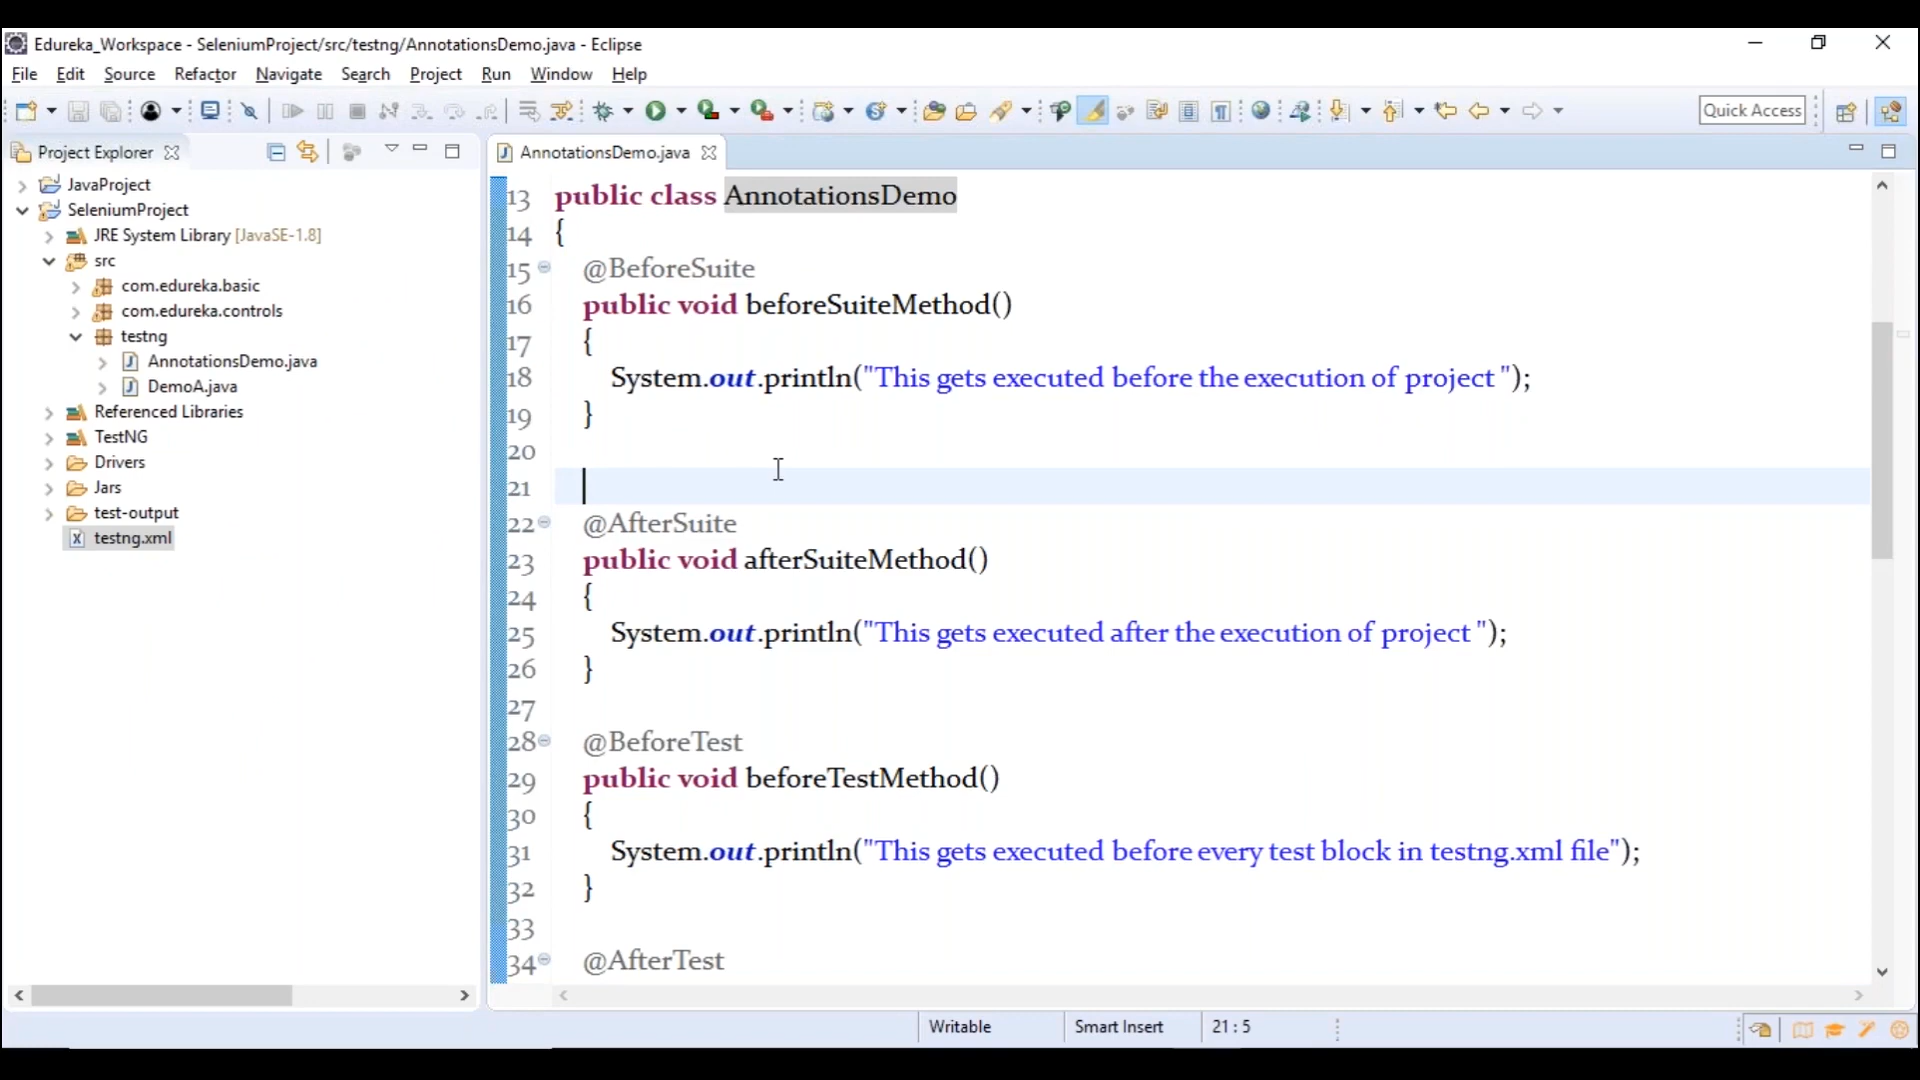 Edureka_Workspace - SeleniumProject/src/testng/AnnotationsDemo.java - Eclipse
File Edit Source Refactor Navigate Search Project Run Window Help
Quick Access
Project Explorer
AnnotationsDemo.java
JavaProject
SeleniumProject
JRE System Library [JavaSE-1.8]
src
com.edureka.basic
com.edureka.controls
testng
AnnotationsDemo.java
DemoA.java
Referenced Libraries
TestNG
Drivers
Jars
test-output
testng.xml
13 public class AnnotationsDemo
14 {
15 @BeforeSuite
16 public void beforeSuiteMethod()
17 {
18 System.out.println("This gets executed before the execution of project ");
19 }
20
21
22 @AfterSuite
23 public void afterSuiteMethod()
24 {
25 System.out.println("This gets executed after the execution of project ");
26 }
27
28 @BeforeTest
29 public void beforeTestMethod()
30 {
31 System.out.println("This gets executed before every test block in testng.xml file");
32 }
33
34 @AfterTest
Writable Smart Insert 21 : 5